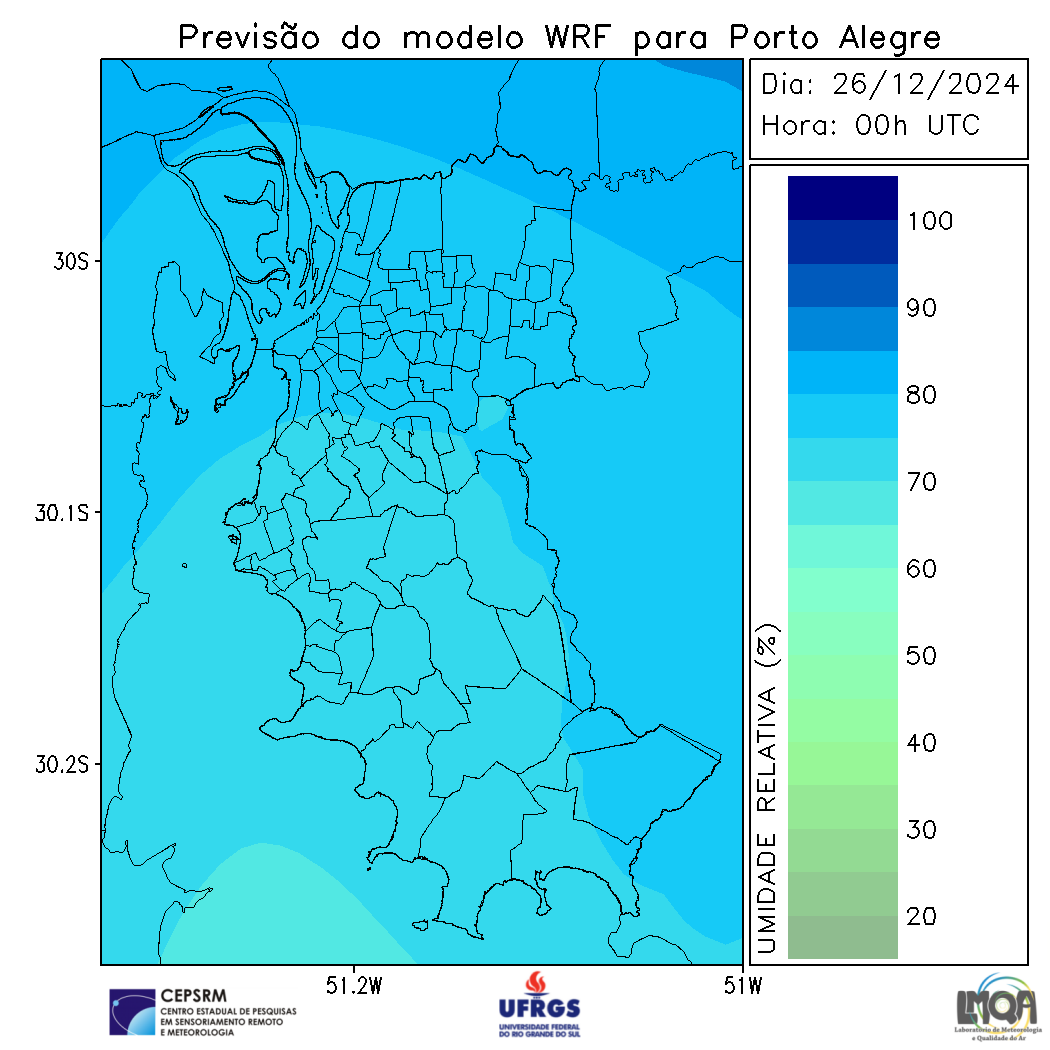 Previsão do modelo WRF para Porto Alegre
Dia: 26/12/2024
Hora: 00h UTC
100
90
80
70
60
50
40
30
20
UMIDADE RELATIVA (%)
30S
30.1S
30.2S
51.2W
51W
CEPSRM
CENTRO ESTADUAL DE PESQUISAS
EM SENSORIAMENTO REMOTO
E METEOROLOGIA
UFRGS
UNIVERSIDADE FEDERAL
DO RIO GRANDE DO SUL
LMQA
Laboratório de Meteorologia
e Qualidade do Ar